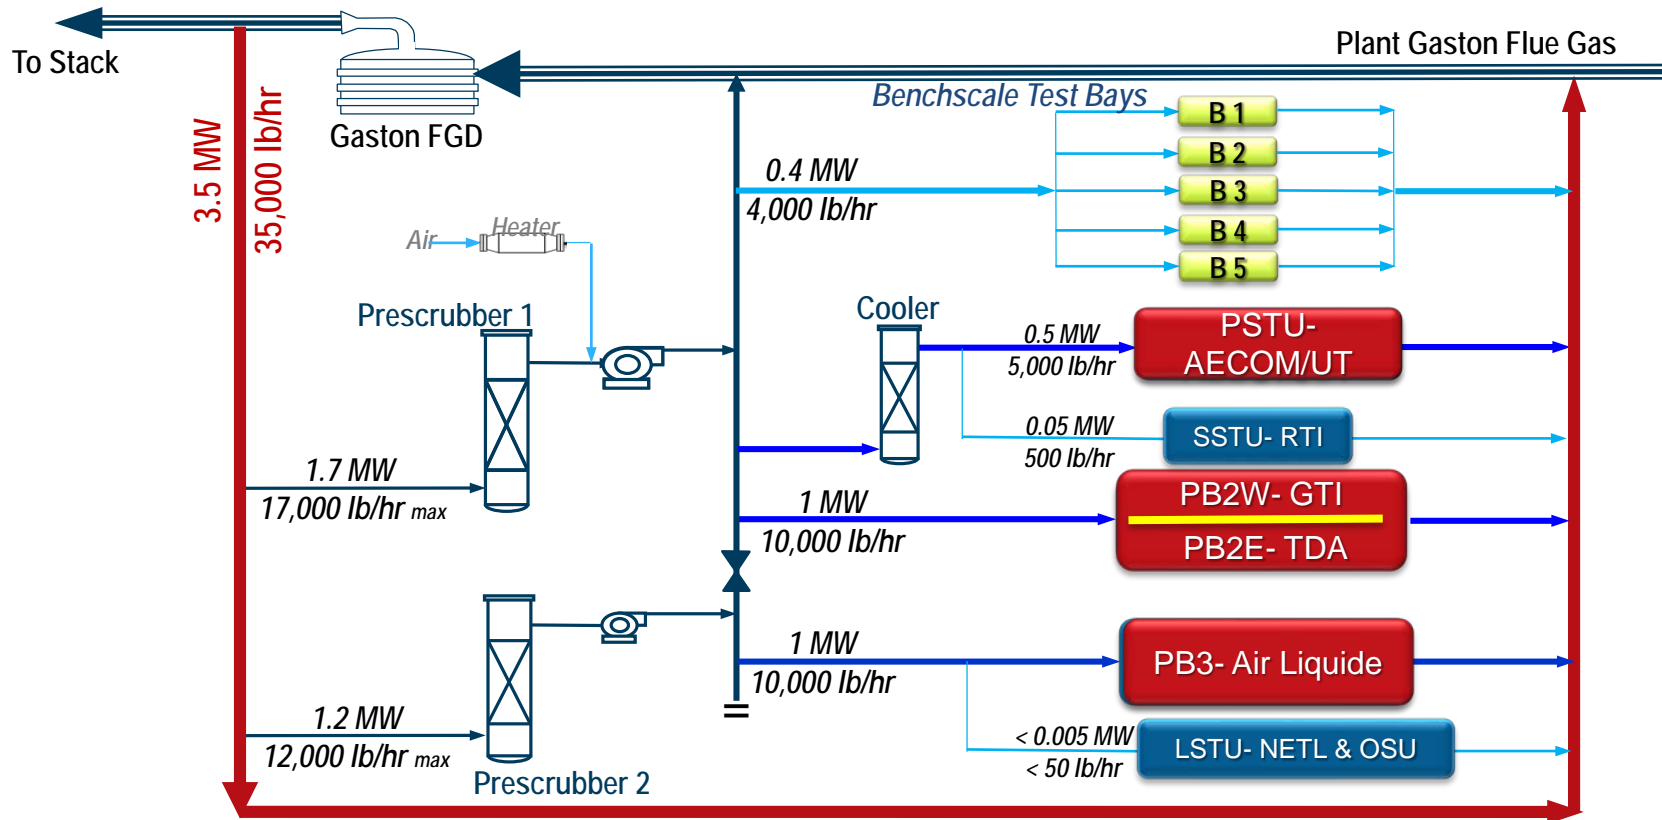 To Stack
Plant Gaston Flue Gas
Gaston FGD
3.5 MW
35,000 lb/hr
Benchscale Test Bays
B 1
B 2
B 3
B 4
B 5
0.4 MW
4,000 lb/hr
Air
Heater
Prescrubber 1
Cooler
0.5 MW
5,000 lb/hr
PSTU-
AECOM/UT
0.05 MW
500 lb/hr
SSTU- RTI
1.7 MW
17,000 lb/hr max
1 MW
10,000 lb/hr
PB2W- GTI
PB2E- TDA
1 MW
10,000 lb/hr
PB3- Air Liquide
1.2 MW
12,000 lb/hr max
Prescrubber 2
< 0.005 MW
< 50 lb/hr
LSTU- NETL & OSU